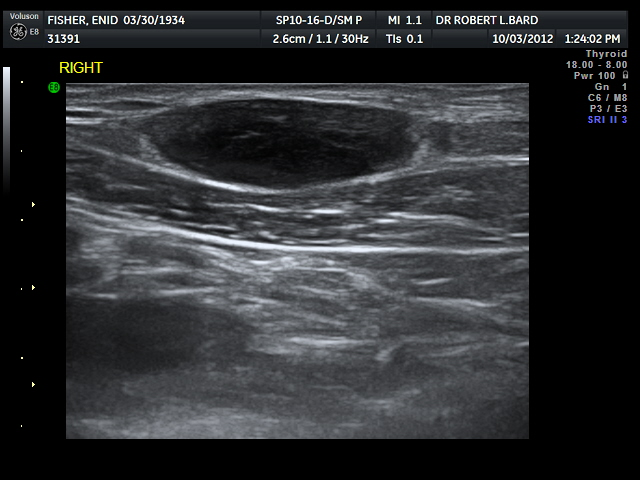 Voluson
E8
FISHER, ENID 03/30/1934 SP10-16-D/SM P MI 1.1 DR ROBERT L.BARD
31391 2.6cm / 1.1 / 30Hz TIs 0.1 10/03/2012 1:24:02 PM
RIGHT
Thyroid
18.00 - 8.00
Pwr 100
Gn 1
C6 / M8
P3 / E3
SRI II 3
E8